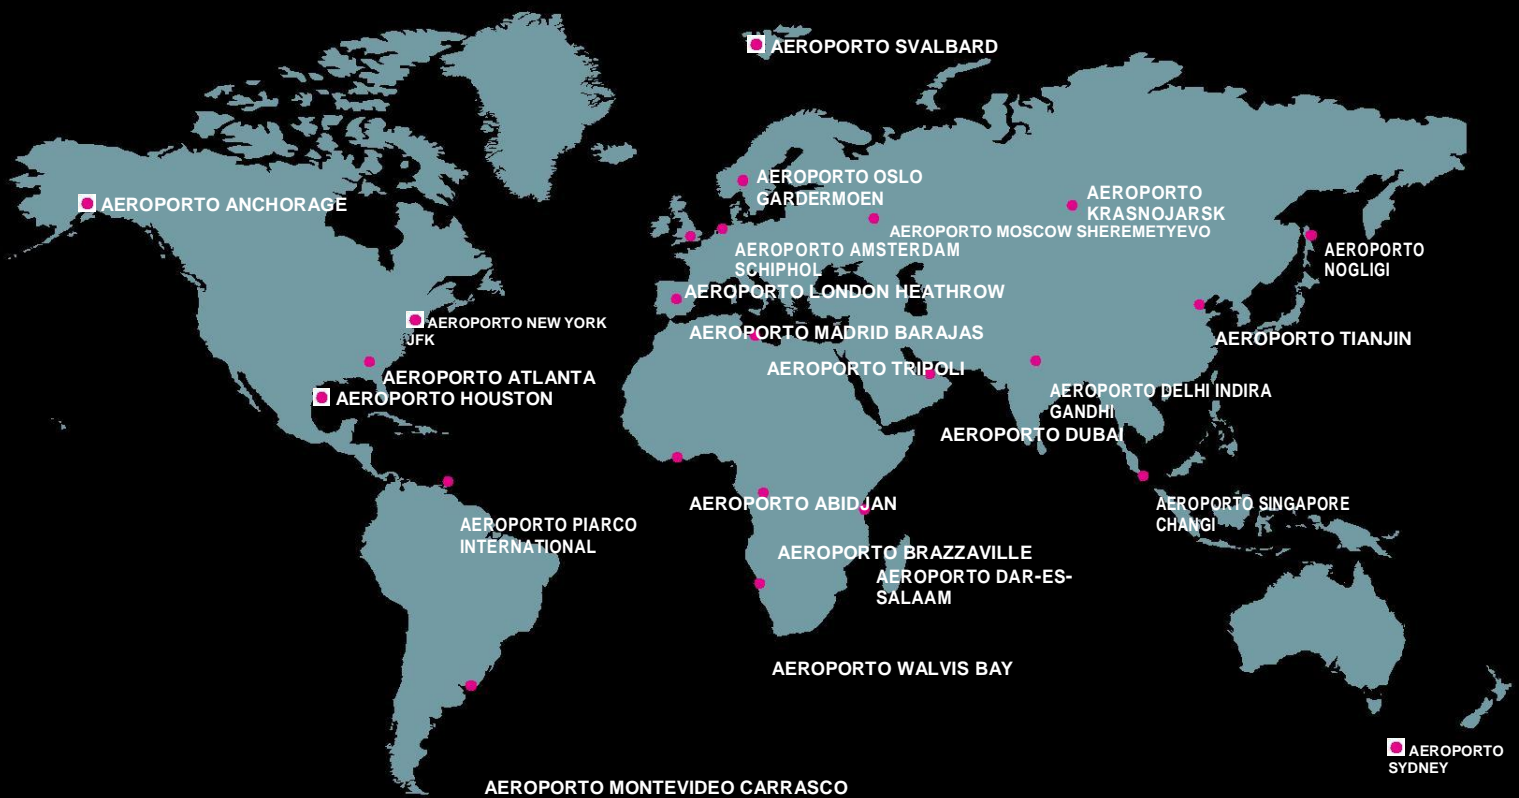 AEROPORTO SVALBARD
AEROPORTO OSLO
GARDERMOEN
AEROPORTO
KRASNOJARSK
AEROPORTO ANCHORAGE
AEROPORTO MOSCOW SHEREMETYEVO
AEROPORTO AMSTERDAM
SCHIPHOL
AEROPORTO
NOGLIGI
AEROPORTO LONDON HEATHROW
AEROPORTO NEW YORK
JFK
AEROPORTO MADRID BARAJAS
AEROPORTO TIANJIN
AEROPORTO TRIPOLI
AEROPORTO ATLANTA
AEROPORTO HOUSTON
AEROPORTO DELHI INDIRA
GANDHI
AEROPORTO DUBAI
AEROPORTO ABIDJAN
AEROPORTO SINGAPORE
CHANGI
AEROPORTO PIARCO
INTERNATIONAL
AEROPORTO BRAZZAVILLE
AEROPORTO DAR-ES-
SALAAM
AEROPORTO WALVIS BAY
AEROPORTO
SYDNEY
AEROPORTO MONTEVIDEO CARRASCO